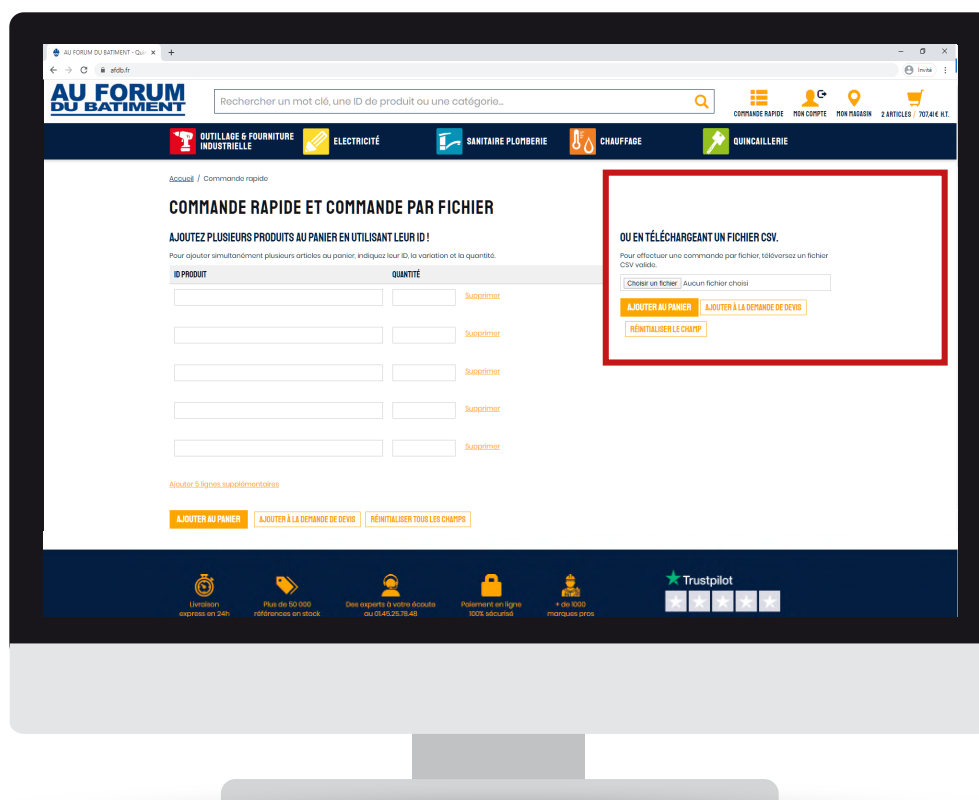 AU FORUM DU BATIMENT - Qui
afdb.fr
Invité
AU FORUM
DU BATIMENT
Rechercher un mot clé, une ID de produit ou une catégorie...
COMMANDE RAPIDE
MON COMPTE
MON MAGASIN
2 ARTICLES / 707,41 € H.T.
OUTILLAGE & FOURNITURE
INDUSTRIELLE
ELECTRICITÉ
SANITAIRE PLOMBERIE
CHAUFFAGE
QUINCAILLERIE
Accueil / Commande rapide
COMMANDE RAPIDE ET COMMANDE PAR FICHIER
AJOUTEZ PLUSIEURS PRODUITS AU PANIER EN UTILISANT LEUR ID !
Pour ajouter simultanément plusieurs articles au panier, indiquez leur ID, la variation et la quantité.
ID PRODUIT
QUANTITÉ
Supprimer
Supprimer
Supprimer
Supprimer
Supprimer
Ajouter 5 lignes supplémentaires
AJOUTER AU PANIER
AJOUTER À LA DEMANDE DE DEVIS
RÉINITIALISER TOUS LES CHAMPS
OU EN TÉLÉCHARGEANT UN FICHIER CSV.
Pour effectuer une commande par fichier, téléversez un fichier
CSV valide.
Choisir un fichier Aucun fichier choisi
AJOUTER AU PANIER
AJOUTER À LA DEMANDE DE DEVIS
RÉINITIALISER LE CHAMP
Livraison
express en 24h
Plus de 50 000
références en stock
Des experts à votre écoute
au 01.45.25.78.48
Paiement en ligne
100% sécurisé
+ de 1000
marques pros
Trustpilot